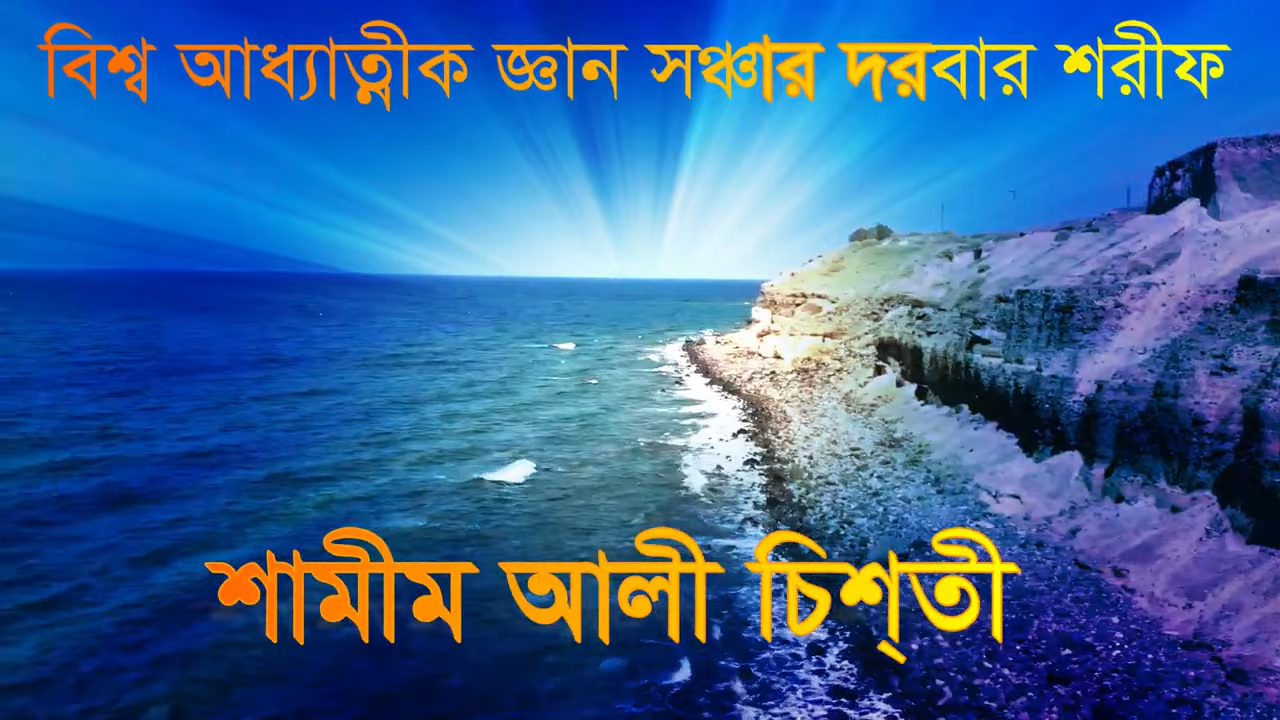 বিশ্ব আধ্যাত্নীক জ্ঞান সঞ্চার দরবার শরীফ
শামীম আলী চিশ্‌তী